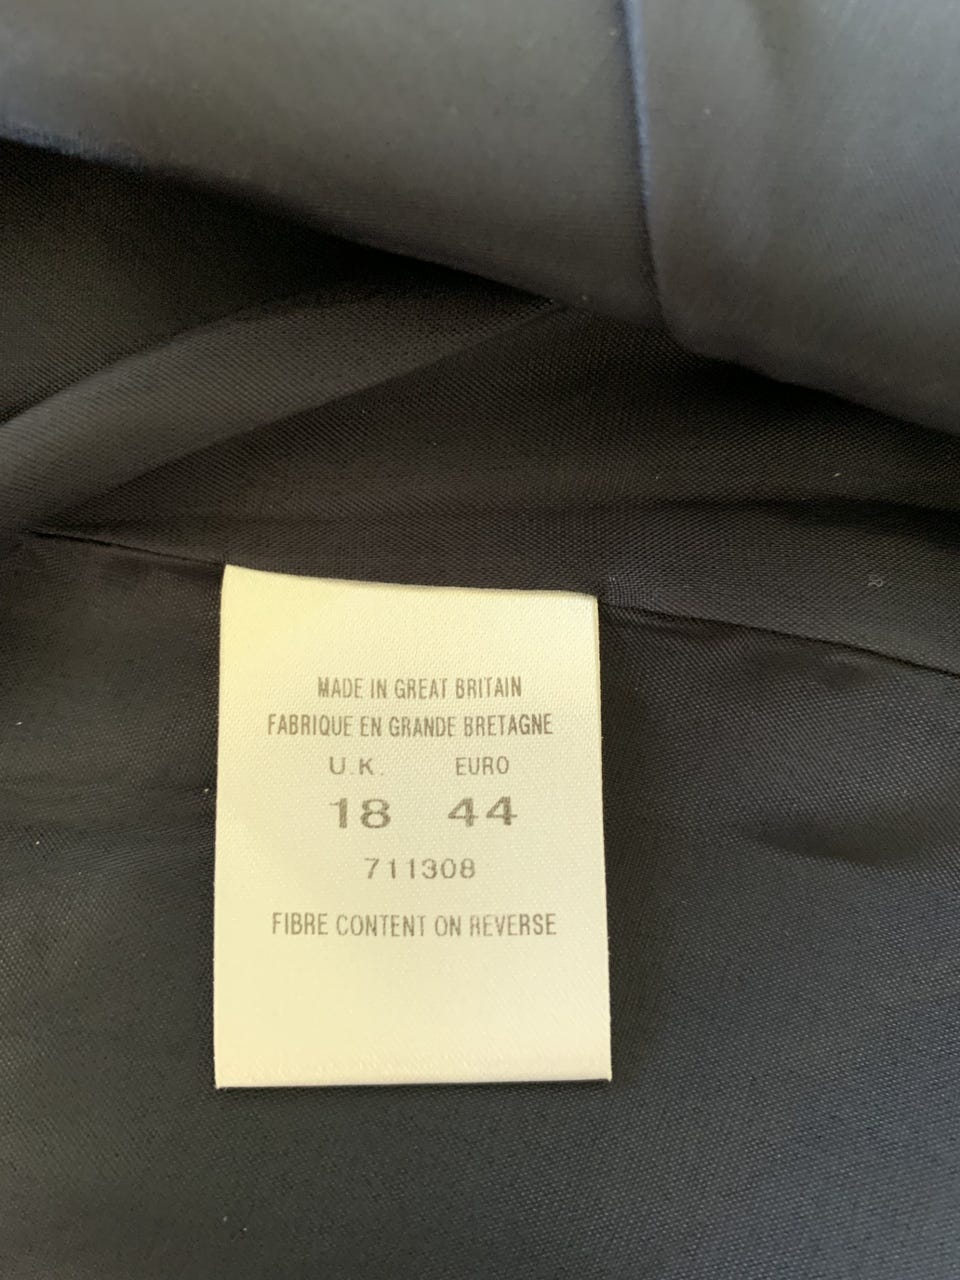 MADE IN GREAT BRITAIN
FABRIQUE EN GRANDE BRETAGNE
U.K. EURO
18 44
711308
FIBRE CONTENT ON REVERSE